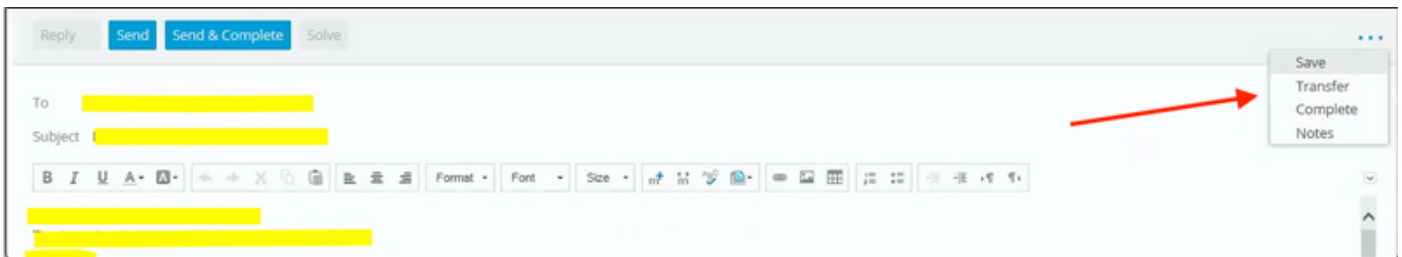 Reply Send Send & Complete Solve
Save
Transfer
Complete
Notes
To
Subject
B I U A A Format Font Size